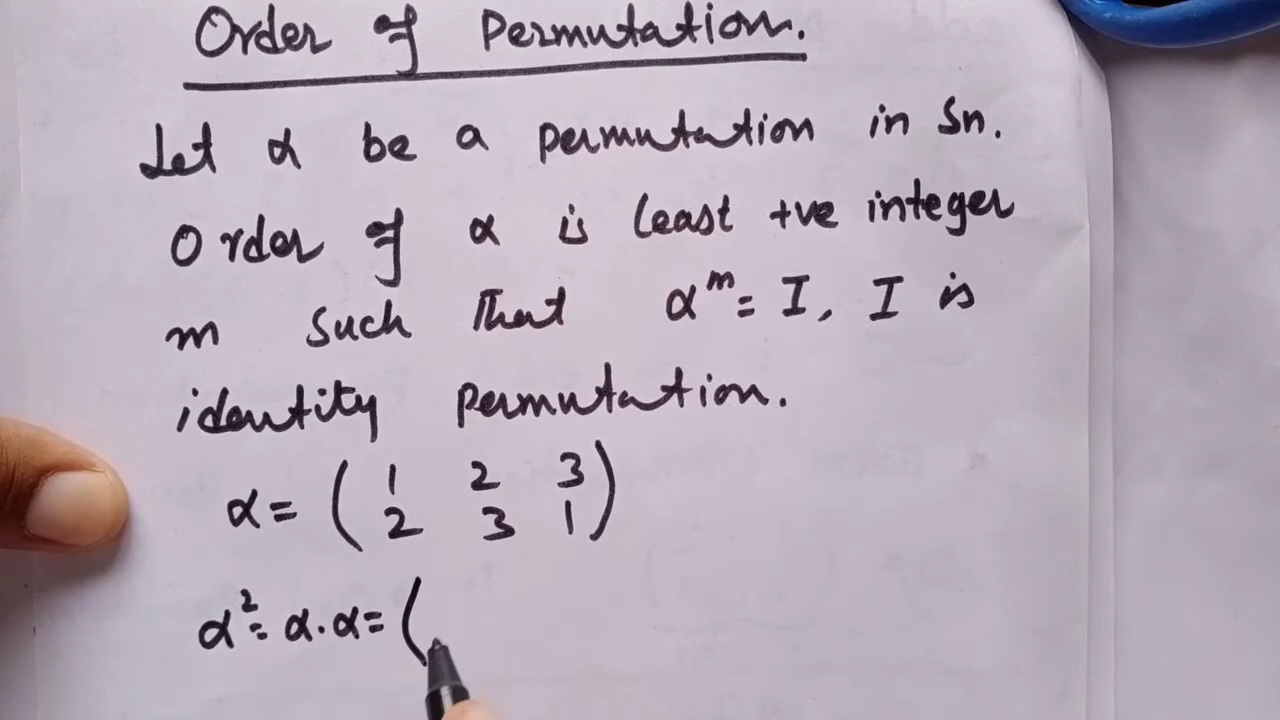 Order of Permutation.
Let α be a permutation in Sn.
Order of α is least +ve integer
m such that α^m = I, I is
identity permutation.
α = ( 1 2 3
2 3 1 )
α² = α.α = (